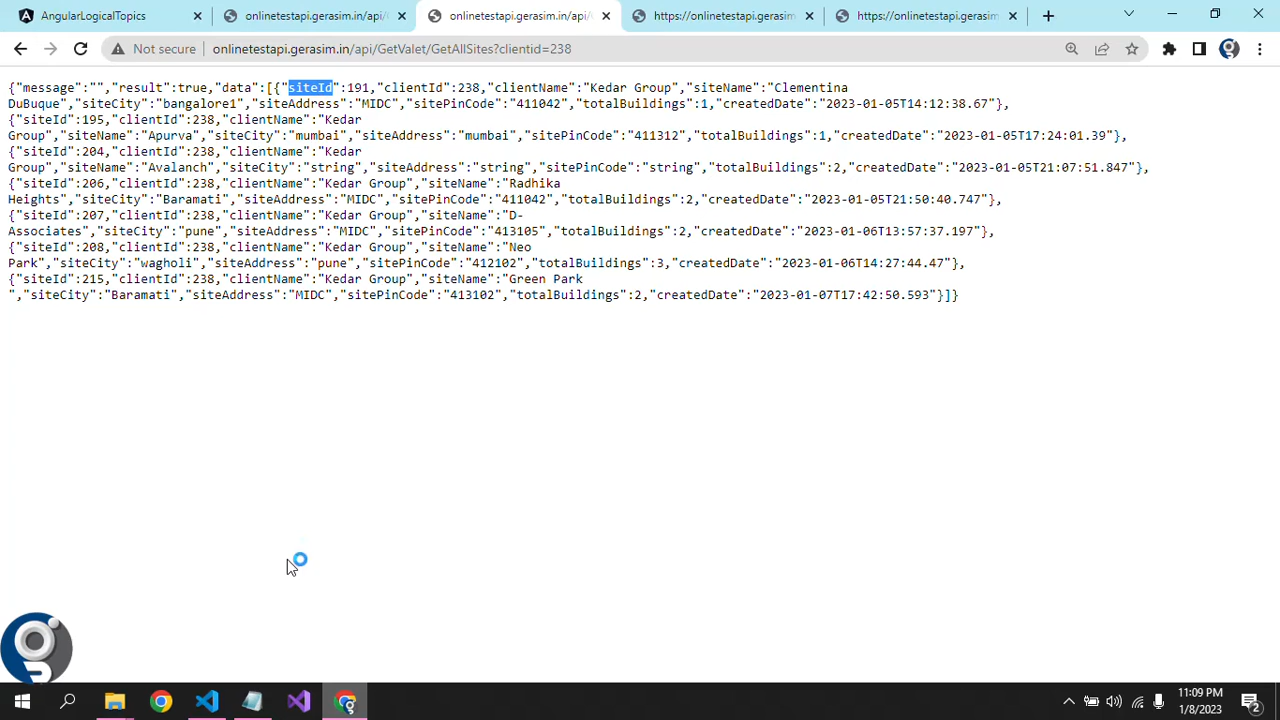 AngularLogicalTopics
onlinetestapi.gerasim.in/api/
onlinetestapi.gerasim.in/api/
https://onlinetestapi.gerasim.in
https://onlinetestapi.gerasim.in
Not secure
onlinetestapi.gerasim.in/api/GetValet/GetAllSites?clientid=238
{"message":"","result":true,"data":[{"siteId":191,"clientId":238,"clientName":"Kedar Group","siteName":"Clementina
DuBuque","siteCity":"bangalore1","siteAddress":"MIDC","sitePinCode":"411042","totalBuildings":1,"createdDate":"2023-01-05T14:12:38.67"},
{"siteId":195,"clientId":238,"clientName":"Kedar
Group","siteName":"Apurva","siteCity":"mumbai","siteAddress":"mumbai","sitePinCode":"411312","totalBuildings":1,"createdDate":"2023-01-05T17:24:01.39"},
{"siteId":204,"clientId":238,"clientName":"Kedar
Group","siteName":"Avalanch","siteCity":"string","siteAddress":"string","sitePinCode":"string","totalBuildings":2,"createdDate":"2023-01-05T21:07:51.847"},
{"siteId":206,"clientId":238,"clientName":"Kedar Group","siteName":"Radhika
Heights","siteCity":"Baramati","siteAddress":"MIDC","sitePinCode":"411042","totalBuildings":2,"createdDate":"2023-01-05T21:50:40.747"},
{"siteId":207,"clientId":238,"clientName":"Kedar Group","siteName":"D-
Associates","siteCity":"pune","siteAddress":"MIDC","sitePinCode":"413105","totalBuildings":2,"createdDate":"2023-01-06T13:57:37.197"},
{"siteId":208,"clientId":238,"clientName":"Kedar Group","siteName":"Neo
Park","siteCity":"wagholi","siteAddress":"pune","sitePinCode":"412102","totalBuildings":3,"createdDate":"2023-01-06T14:27:44.47"},
{"siteId":215,"clientId":238,"clientName":"Kedar Group","siteName":"Green Park
","siteCity":"Baramati","siteAddress":"MIDC","sitePinCode":"413102","totalBuildings":2,"createdDate":"2023-01-07T17:42:50.593"}]}
11:09 PM
1/8/2023
2